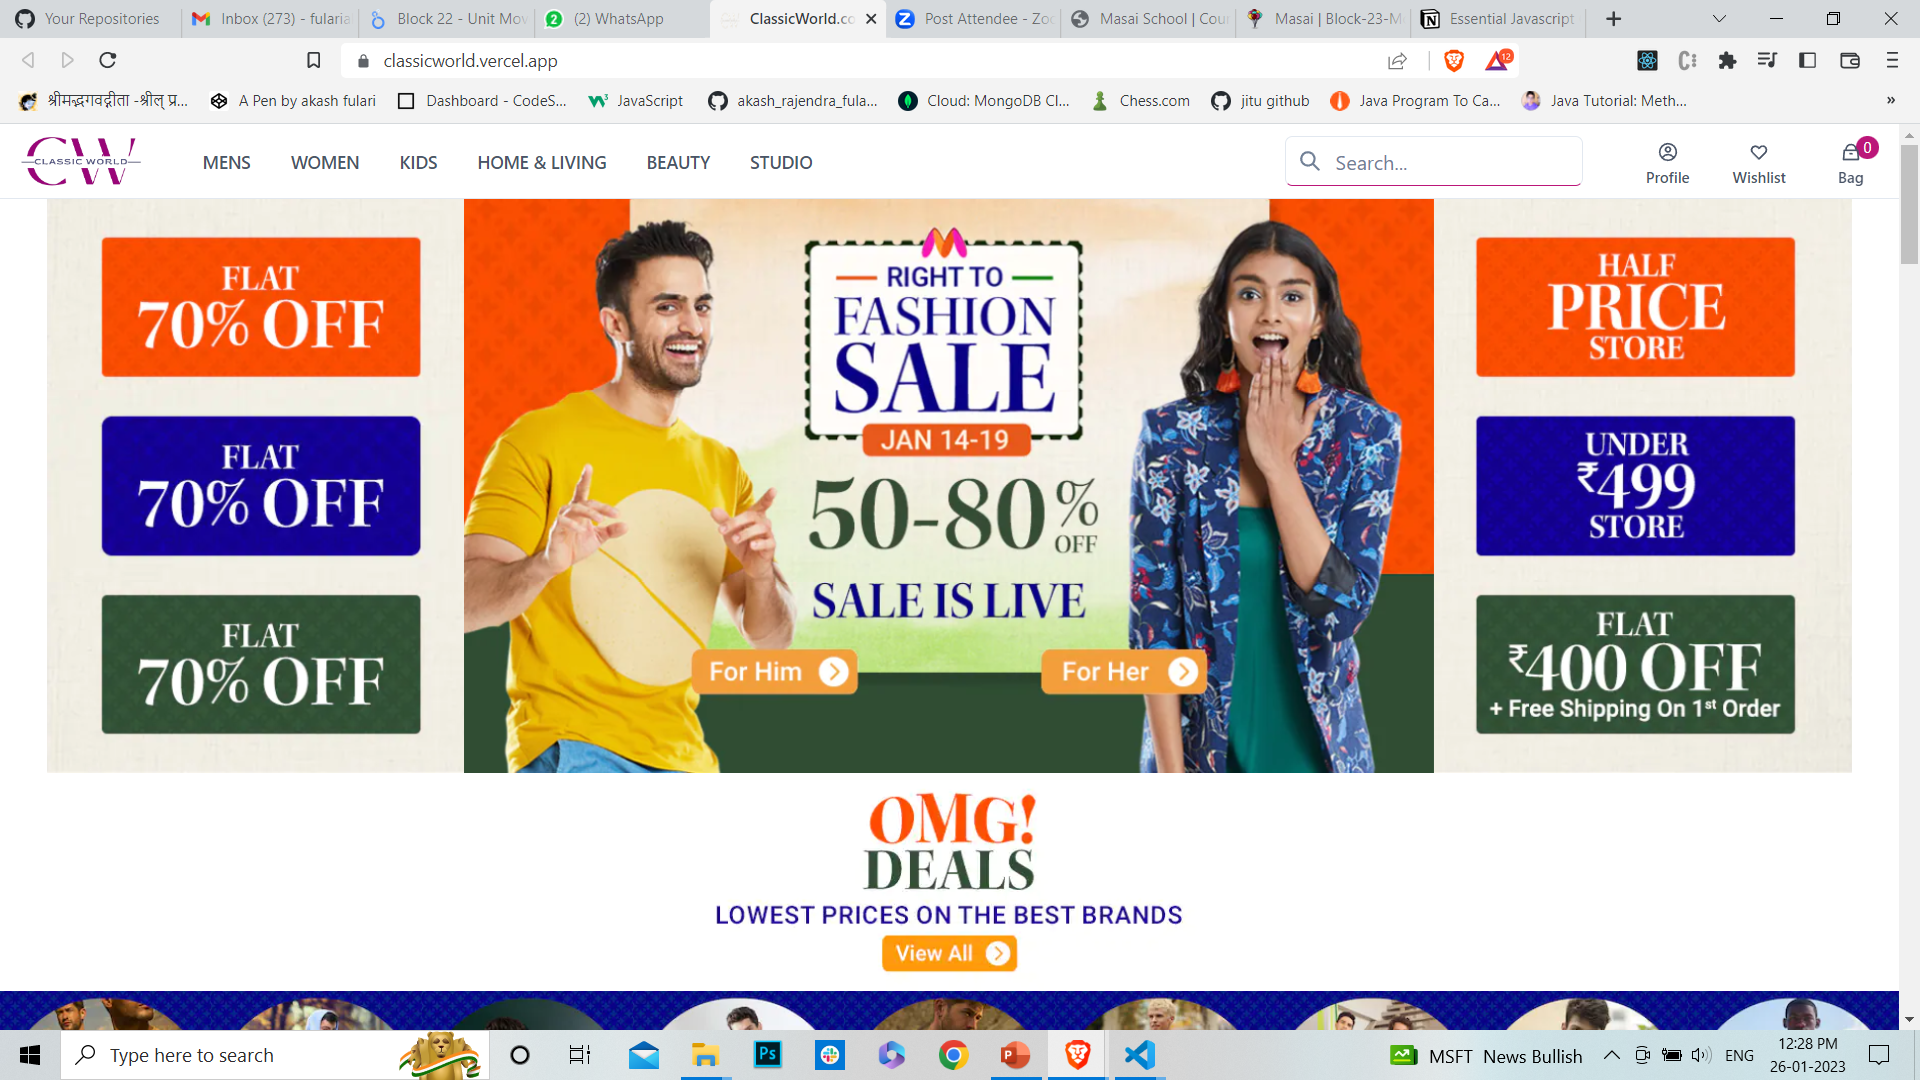 Your Repositories
Inbox (273) - fularia
Block 22 - Unit Mov
(2) WhatsApp
ClassicWorld.co
Post Attendee - Zoo
Masai School | Cour
Masai | Block-23-M
Essential Javascript
classicworld.vercel.app
12
श्रीमद्भगवद्गीता -श्रील् प्र...
A Pen by akash fulari
Dashboard - CodeS...
JavaScript
akash_rajendra_fula...
Cloud: MongoDB Cl...
Chess.com
jitu github
Java Program To Ca...
Java Tutorial: Meth...
»
CW
CLASSIC WORLD
MENS
WOMEN
KIDS
HOME & LIVING
BEAUTY
STUDIO
Search...
Profile
Wishlist
0
Bag
FLAT
70% OFF
FLAT
70% OFF
FLAT
70% OFF
RIGHT TO
FASHION
SALE
JAN 14-19
50-80%
OFF
SALE IS LIVE
For Him
For Her
HALF
PRICE
STORE
UNDER
₹499
STORE
FLAT
₹400 OFF
+ Free Shipping On 1st Order
OMG!
DEALS
LOWEST PRICES ON THE BEST BRANDS
View All
Type here to search
Ps
P
MSFT News Bullish
ENG
12:28 PM
26-01-2023